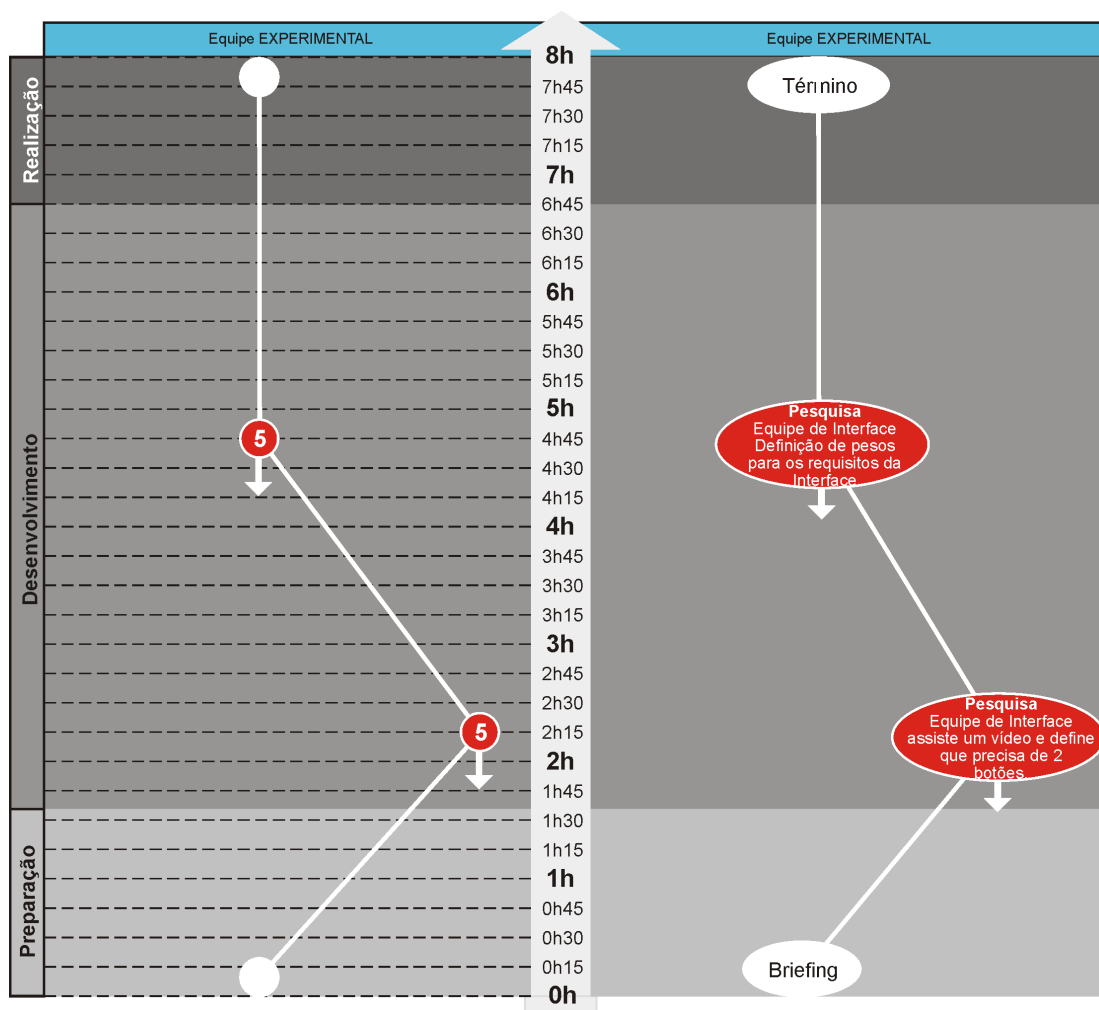 Equipe EXPERIMENTAL
Equipe EXPERIMENTAL
Realização
Desenvolvimento
Preparação
5
5
8h
7h45
7h30
7h15
7h
6h45
6h30
6h15
6h
5h45
5h30
5h15
5h
4h45
4h30
4h15
4h
3h45
3h30
3h15
3h
2h45
2h30
2h15
2h
1h45
1h30
1h15
1h
0h45
0h30
0h15
0h
Término
Pesquisa
Equipe de Interface
Definição de pesos
para os requisitos da
Interface
Pesquisa
Equipe de Interface
assiste um vídeo e define
que precisa de 2
botões
Briefing